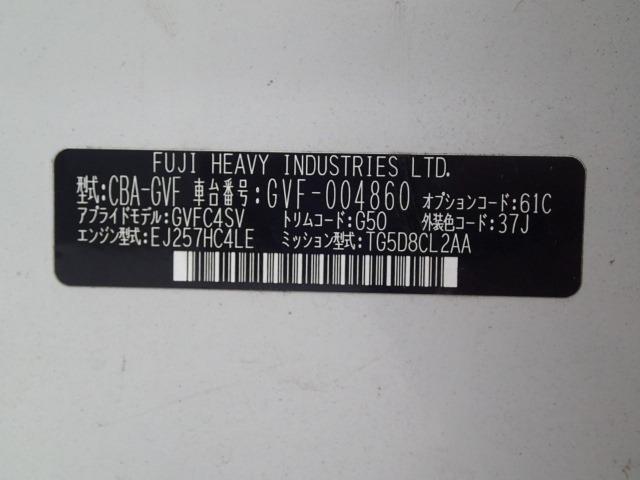 FUJI HEAVY INDUSTRIES LTD.
型式:CBA-GVF 車台番号:GVF-004860 オプションコード:61C
アプライドモデル:GVFC4SV トリムコード:G50 外装色コード:37J
エンジン型式:EJ257HC4LE ミッション型式:TG5D8CL2AA